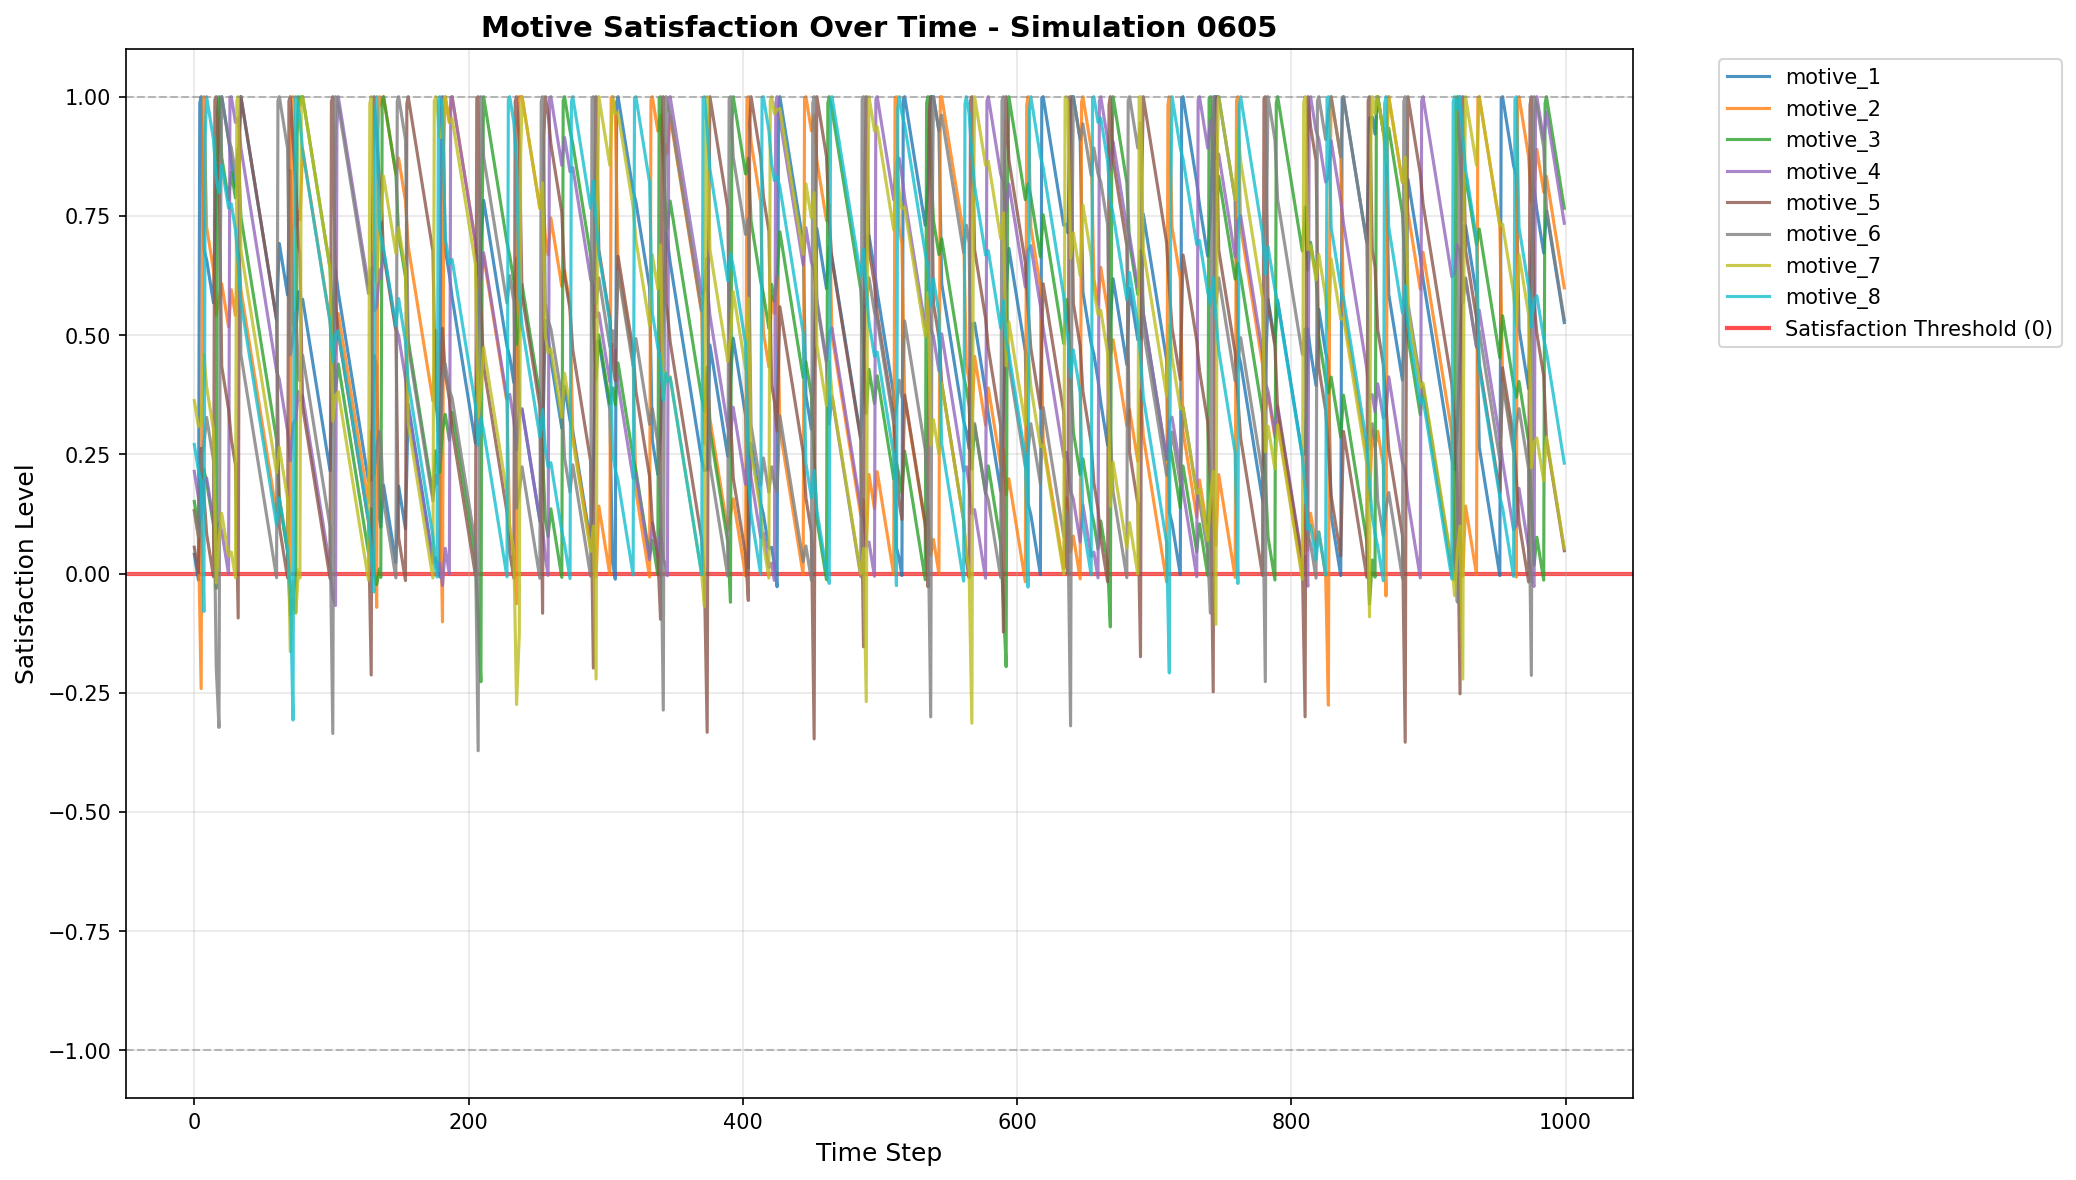 Motive Satisfaction Over Time - Simulation 0605
1.00
0.75
0.50
0.25
0.00
−0.25
−0.50
−0.75
−1.00
Satisfaction Level
0
200
400
600
800
1000
Time Step
motive_1
motive_2
motive_3
motive_4
motive_5
motive_6
motive_7
motive_8
Satisfaction Threshold (0)